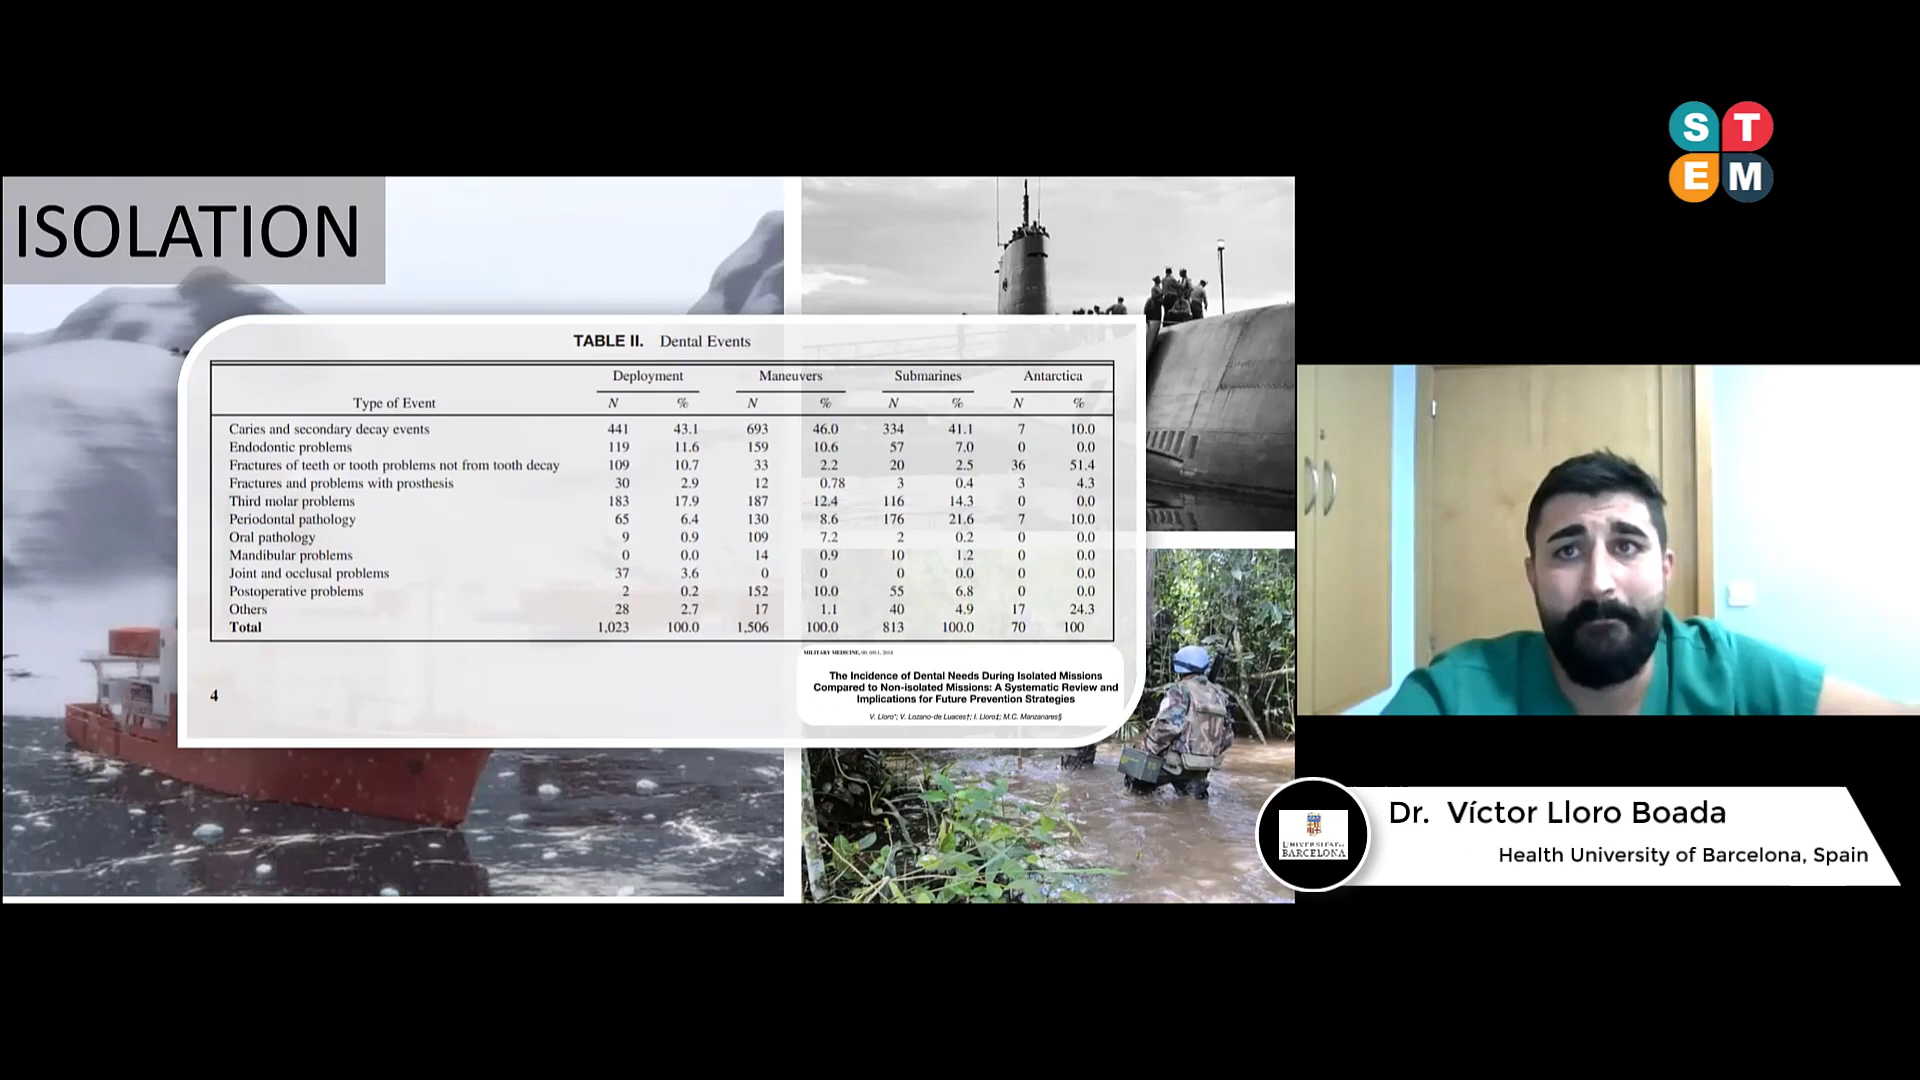 S T
E M
ISOLATION
TABLE II. Dental Events
Deployment Maneuvers Submarines Antarctica
Type of Event N % N % N % N %
Caries and secondary decay events 441 43.1 693 46.0 334 41.1 7 10.0
Endodontic problems 119 11.6 159 10.6 57 7.0 0 0.0
Fractures of teeth or tooth problems not from tooth decay 109 10.7 33 2.2 20 2.5 36 51.4
Fractures and problems with prosthesis 30 2.9 12 0.78 3 0.4 3 4.3
Third molar problems 183 17.9 187 12.4 116 14.3 0 0.0
Periodontal pathology 65 6.4 130 8.6 176 21.6 7 10.0
Oral pathology 9 0.9 109 7.2 2 0.2 0 0.0
Mandibular problems 0 0.0 14 0.9 10 1.2 0 0.0
Joint and occlusal problems 37 3.6 0 0 0 0.0 0 0.0
Postoperative problems 2 0.2 152 10.0 55 6.8 0 0.0
Others 28 2.7 17 1.1 40 4.9 17 24.3
Total 1,023 100.0 1,506 100.0 813 100.0 70 100
MILITARY MEDICINE,
The Incidence of Dental Needs During Isolated Missions
Compared to Non-isolated Missions: A Systematic Review and
Implications for Future Prevention Strategies
V. Lloro*; V. Lozano-de Luaces†; I. Lloro‡; M.C. Manzanares§
4
Dr. Víctor Lloro Boada
Health University of Barcelona, Spain
UNIVERSITAT DE
BARCELONA